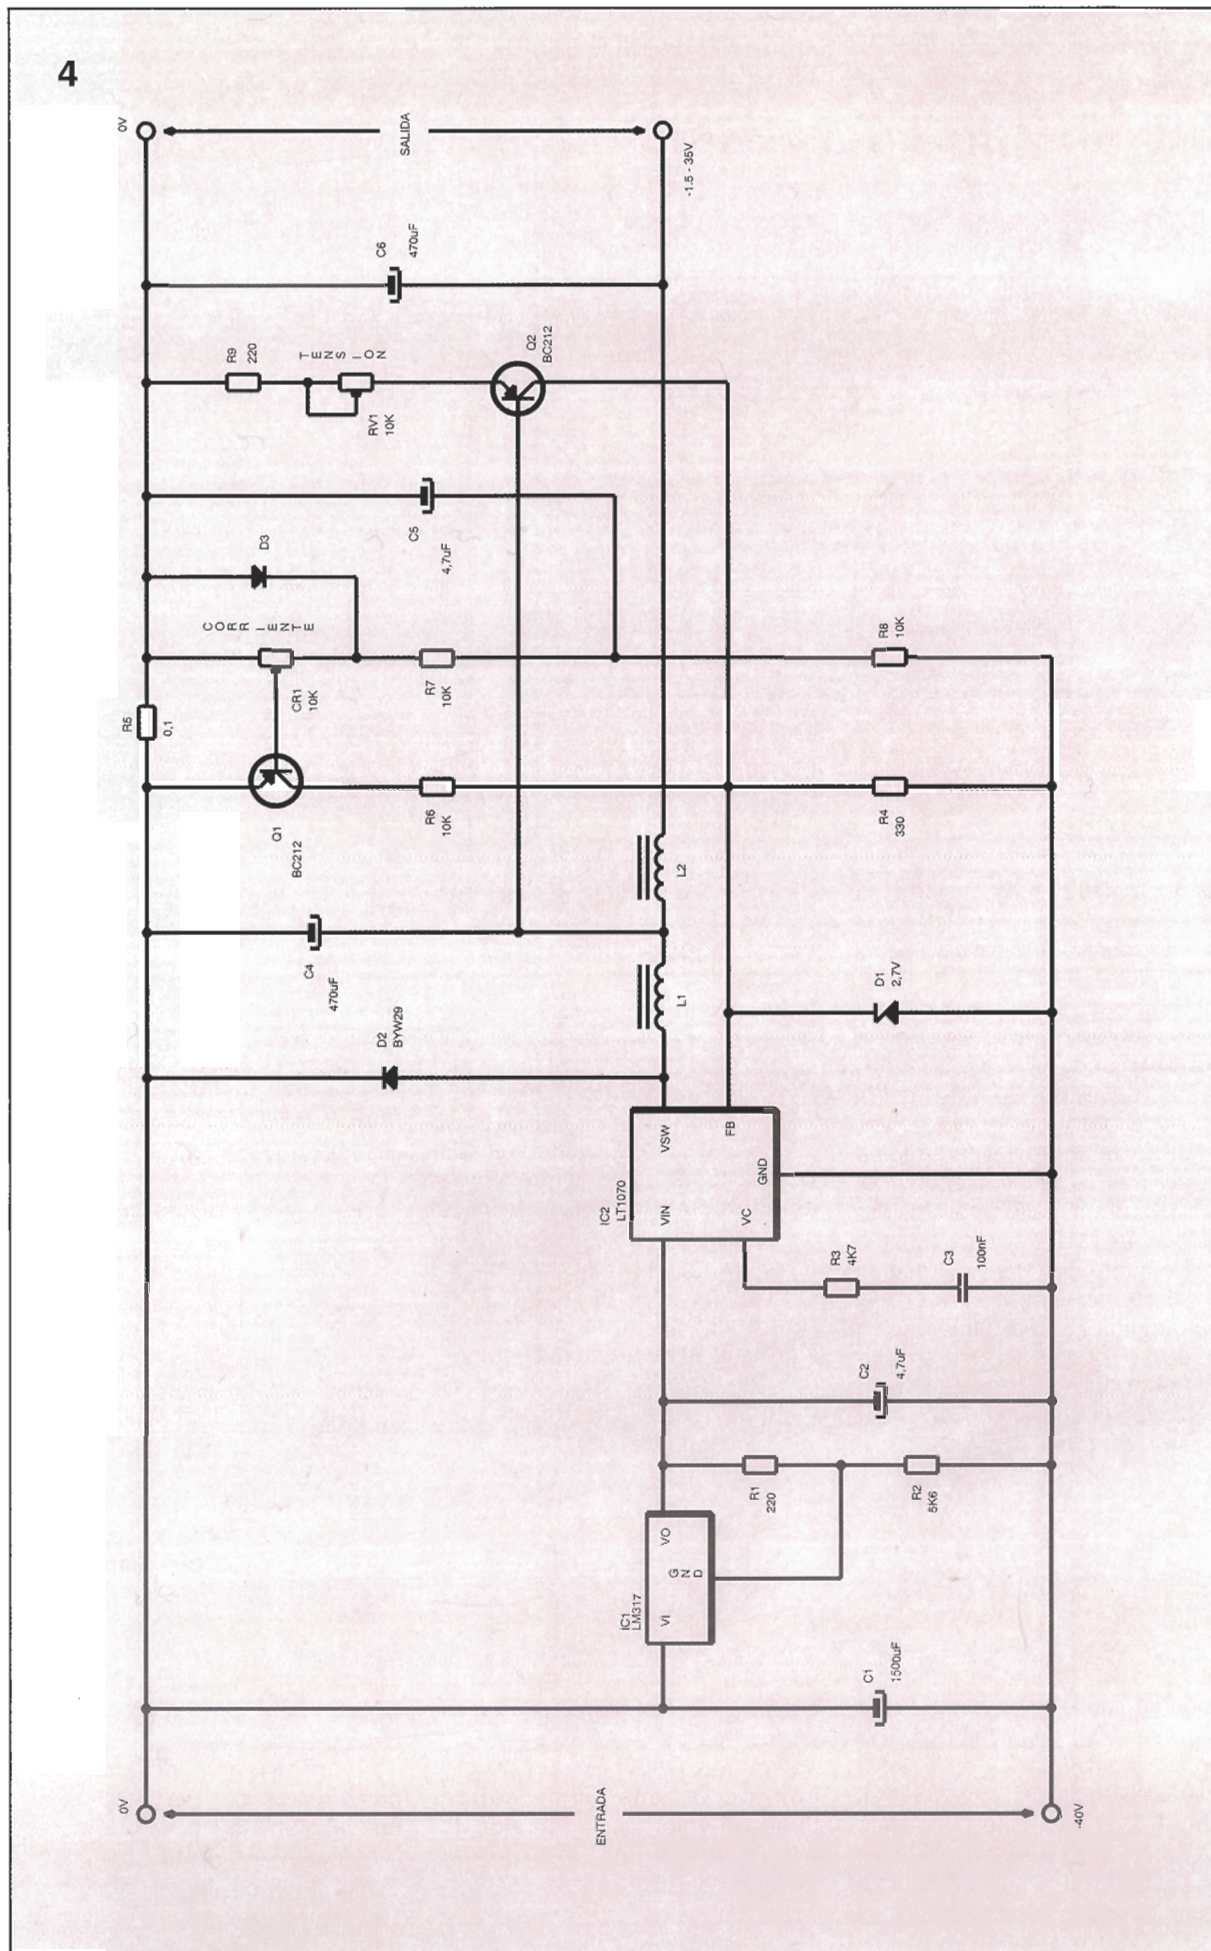 4
0V
SALIDA
-1.5 - 35V
C6
470uF
R9
220
TENSION
RV1
10K
Q2
BC212
C5
4,7uF
D3
CORRIENTE
CR1
10K
R7
10K
R8
10K
R5
0,1
Q1
BC212
R6
10K
R4
330
L2
C4
470uF
L1
D1
2,7V
D2
BYW29
IC2
LT1070
VSW
FB
VIN
GND
VC
R3
4K7
C3
100nF
C2
4,7uF
R1
220
R2
5K6
IC1
LM317
VO
GND
VI
C1
1500uF
0V
ENTRADA
-40V